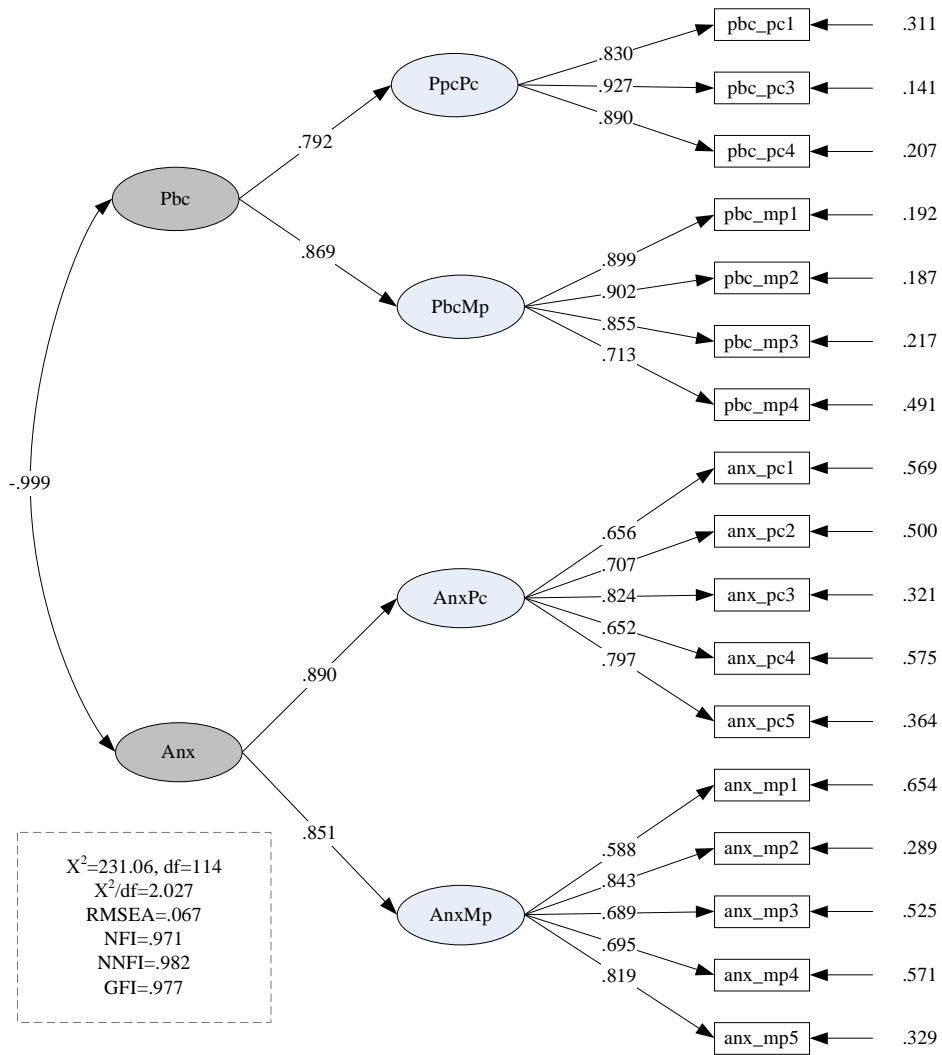 pbc_pc1 .311
.830
PpcPc .927 pbc_pc3 .141
.890
.792 pbc_pc4 .207
Pbc
pbc_mp1 .192
.869 .899
.902 pbc_mp2 .187
PbcMp
.855 pbc_mp3 .217
.713
pbc_mp4 .491
-.999
anx_pc1 .569
.656
anx_pc2 .500
.707
AnxPc .824 anx_pc3 .321
.652
.890 anx_pc4 .575
.797
anx_pc5 .364
Anx
anx_mp1 .654
.851
.588 anx_mp2 .289
.843
AnxMp .689 anx_mp3 .525
.695
anx_mp4 .571
.819
anx_mp5 .329
X²=231.06, df=114
X²/df=2.027
RMSEA=.067
NFI=.971
NNFI=.982
GFI=.977